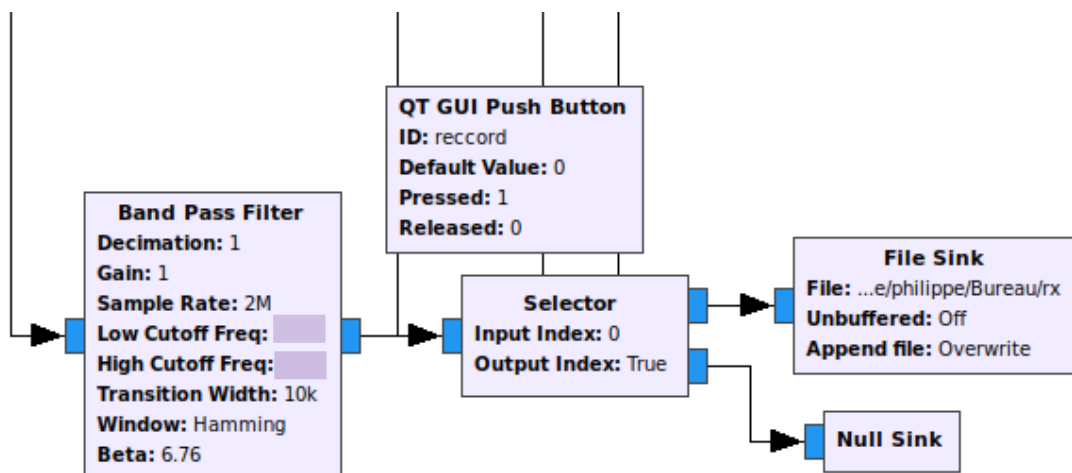 QT GUI Push Button
ID: reccord
Default Value: 0
Pressed: 1
Released: 0
Band Pass Filter
Decimation: 1
Gain: 1
Sample Rate: 2M
Low Cutoff Freq:
High Cutoff Freq:
Transition Width: 10k
Window: Hamming
Beta: 6.76
Selector
Input Index: 0
Output Index: True
File Sink
File: ...e/philippe/Bureau/rx
Unbuffered: Off
Append file: Overwrite
Null Sink